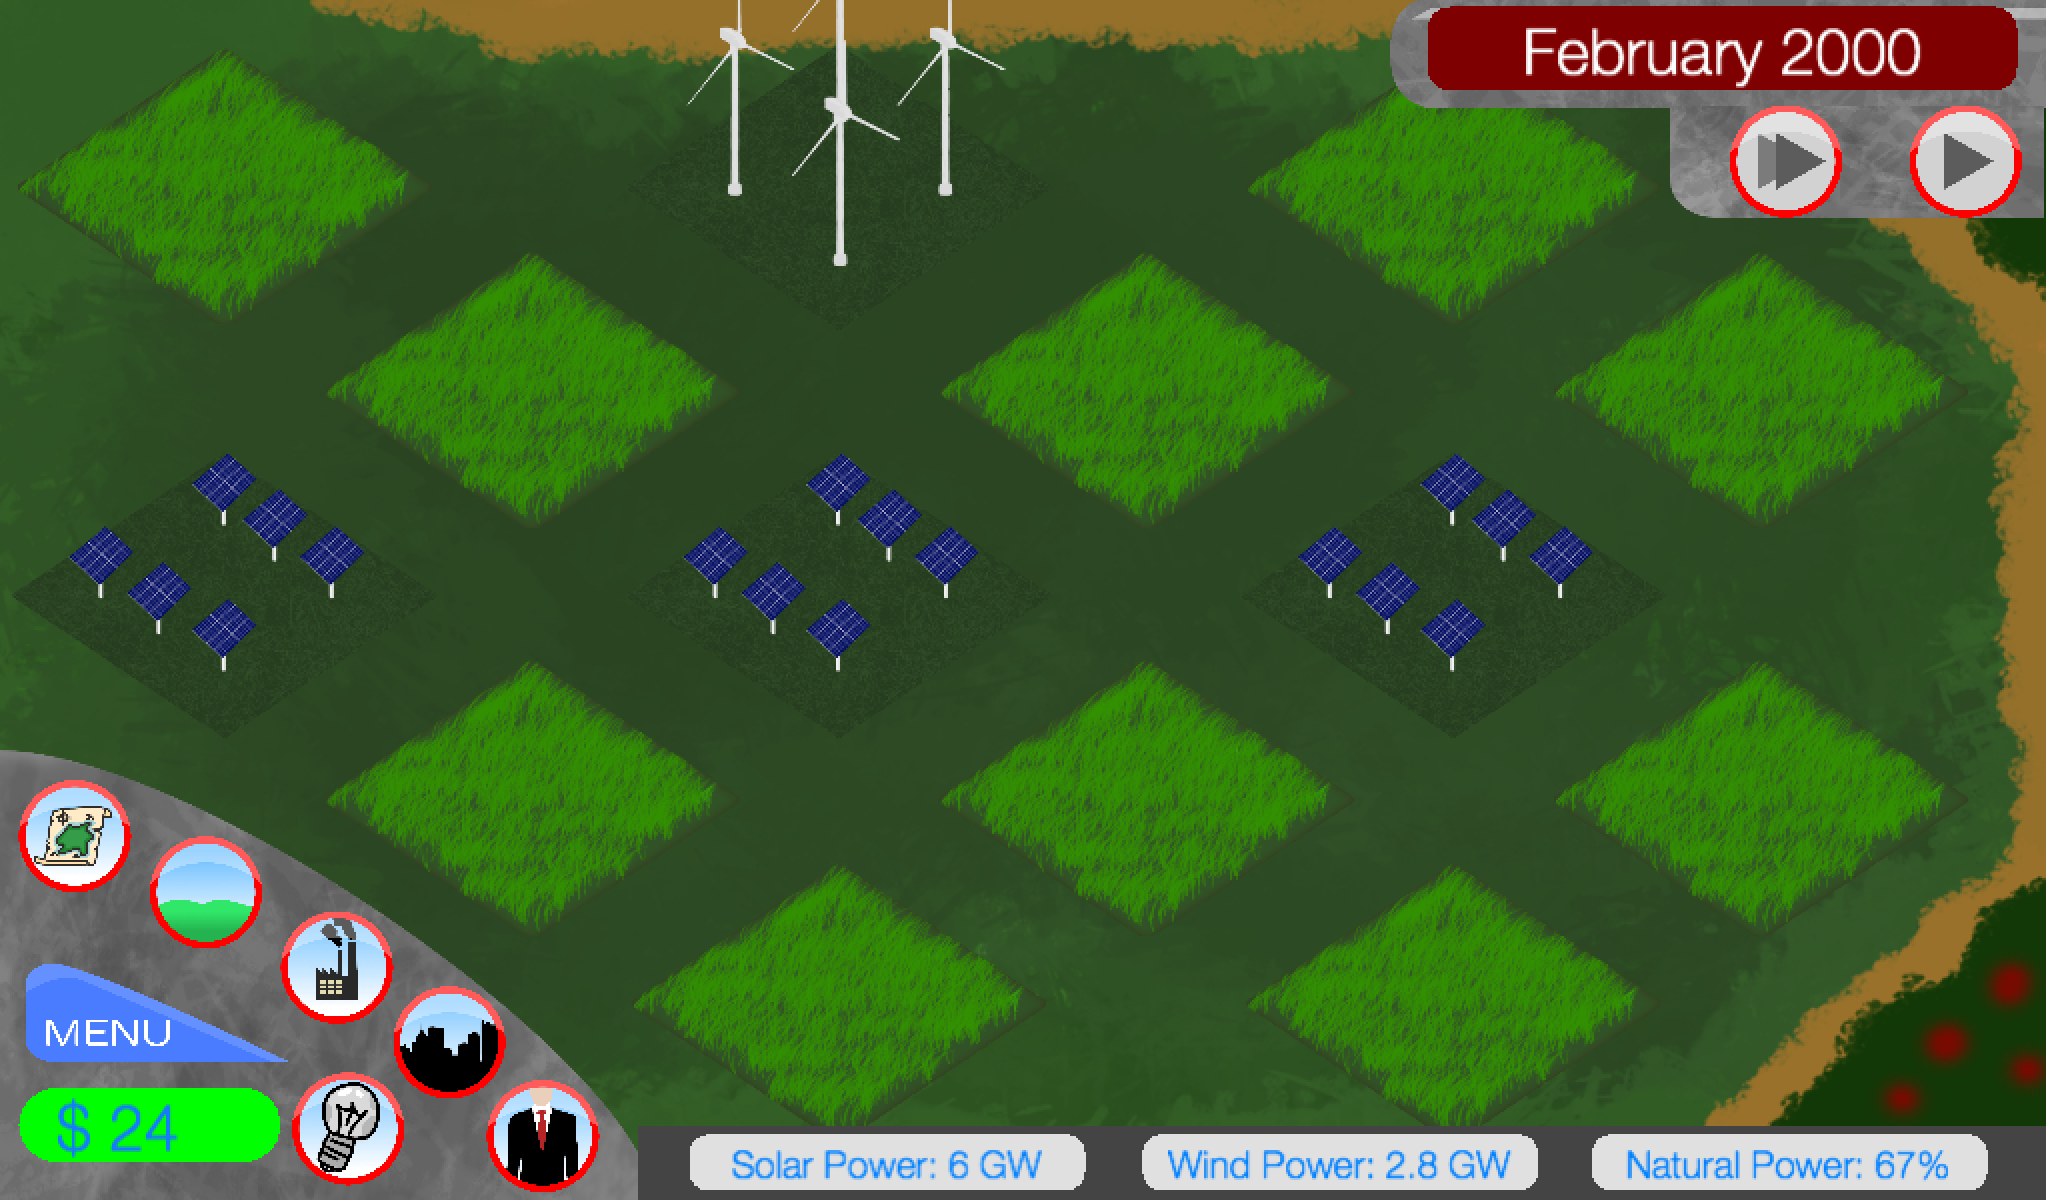 February 2000
MENU
$ 24
Solar Power: 6 GW
Wind Power: 2.8 GW
Natural Power: 67%